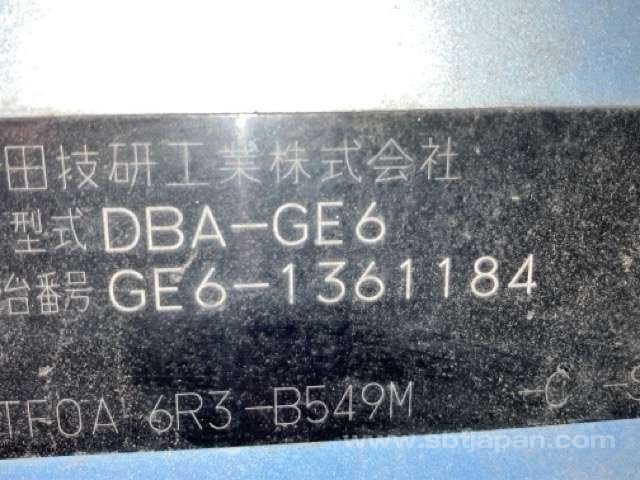 田技研工業株式会社
型式 DBA-GE6
台番号 GE6-1361184
TF0A 6R3-B549M -C -S
www.sbtjapan.com